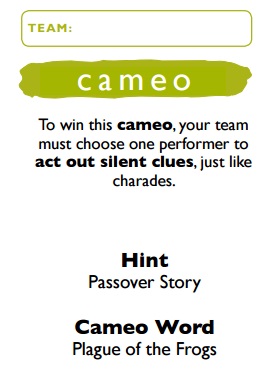 TEAM:
cameo
To win this cameo, your team
must choose one performer to
act out silent clues, just like
charades.
Hint
Passover Story
Cameo Word
Plague of the Frogs